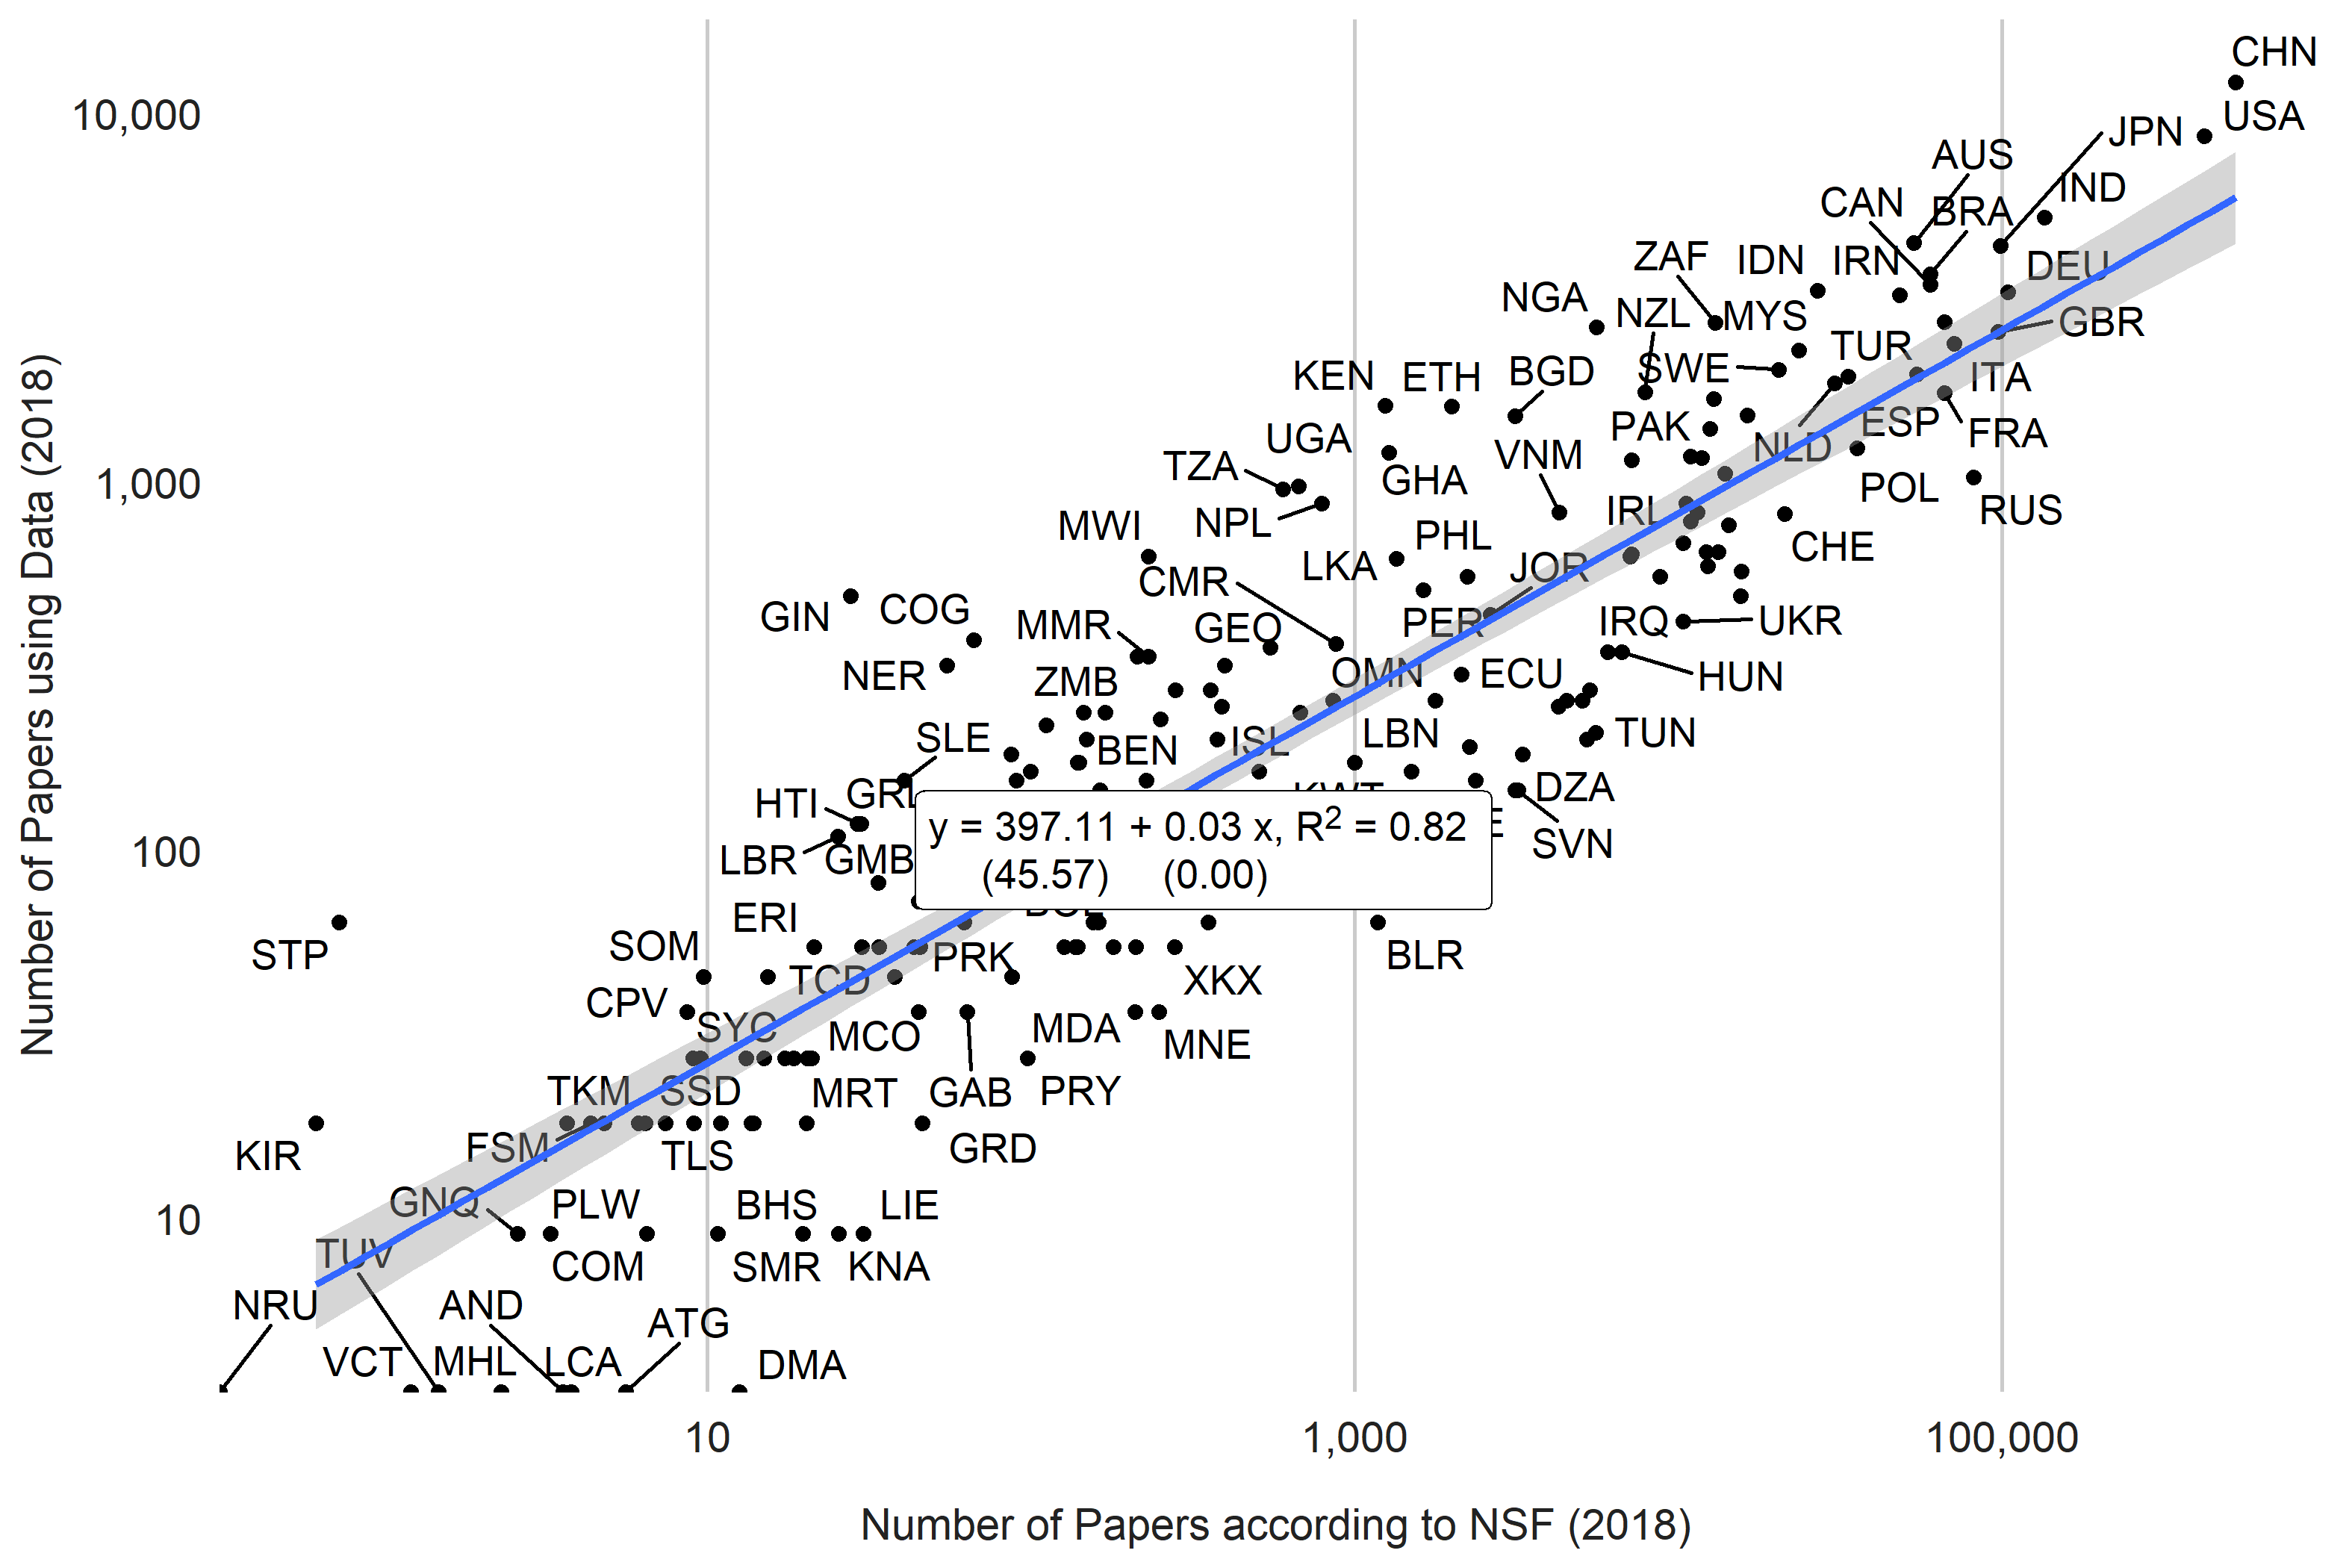 CHN
10,000
USA
JPN
AUS
IND
CAN
BRA
ZAF
IDN
IRN
DEU
NGA
NZL
MYS
GBR
TUR
SWE
KEN
ETH
BGD
ITA
PAK
ESP
FRA
UGA
NLD
VNM
TZA
1,000
GHA
POL
RUS
NPL
IRL
MWI
PHL
CHE
LKA
JOR
CMR
GIN
COG
MMR
GEO
PER
IRQ
UKR
NER
ZMB
OMN
ECU
HUN
SLE
BEN
ISL
LBN
TUN
HTI
GRL
KWT
DZA
y = 397.11 + 0.03 x, R2 = 0.82
(45.57) (0.00)
SVN
100
LBR
GMB
ERI
STP
SOM
PRK
BLR
TCD
XKX
CPV
SYC
MCO
MDA
MNE
TKM
SSD
MRT
GAB
PRY
KIR
FSM
TLS
GRD
10
GNQ
PLW
BHS
LIE
TUV
COM
SMR
KNA
NRU
AND
ATG
VCT
MHL
LCA
DMA
10
1,000
100,000
Number of Papers according to NSF (2018)
Number of Papers using Data (2018)